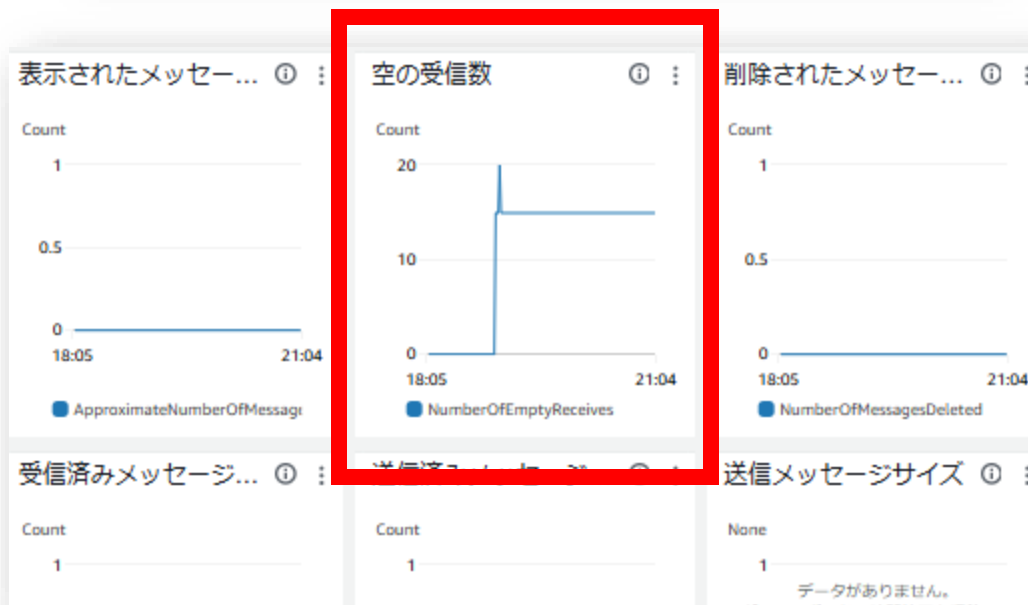 表示されたメッセー...
Count
1
0.5
0
18:05
21:04
ApproximateNumberOfMessage
空の受信数
Count
20
10
0
18:05
21:04
NumberOfEmptyReceives
削除されたメッセー...
Count
1
0.5
0
18:05
21:04
NumberOfMessagesDeleted
受信済みメッセージ...
Count
1
Count
1
送信メッセージサイズ
None
1
データがありません。